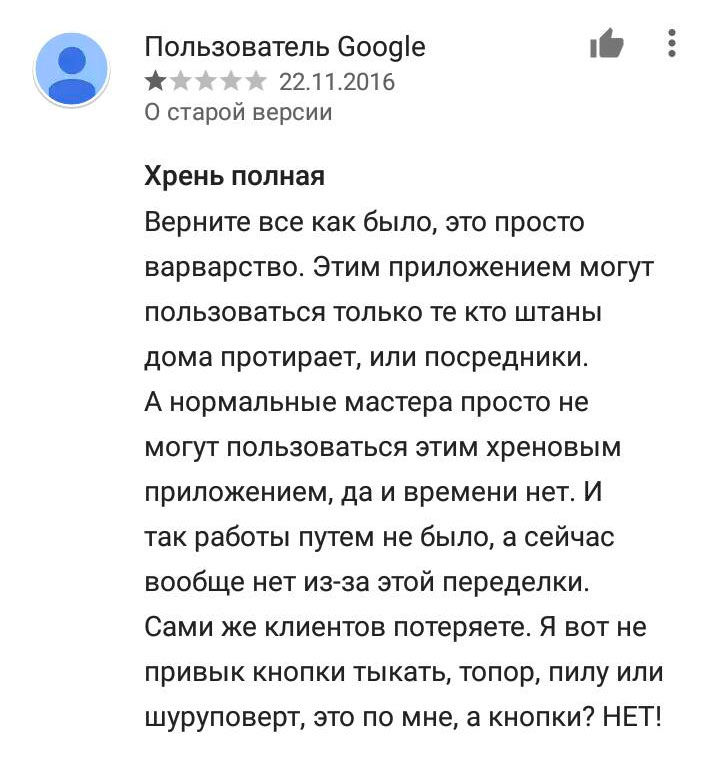 Пользователь Google
22.11.2016
О старой версии
Хрень полная
Верните все как было, это просто
варварство. Этим приложением могут
пользоваться только те кто штаны
дома протирает, или посредники.
А нормальные мастера просто не
могут пользоваться этим хреновым
приложением, да и времени нет. И
так работы путем не было, а сейчас
вообще нет из-за этой переделки.
Сами же клиентов потеряете. Я вот не
привык кнопки тыкать, топор, пилу или
шуруповерт, это по мне, а кнопки? НЕТ!